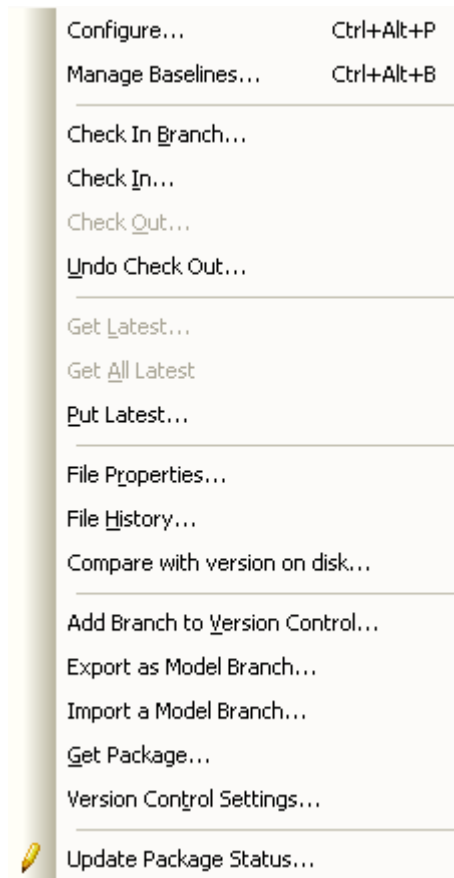 Configure... Ctrl+Alt+P
Manage Baselines... Ctrl+Alt+B
Check In Branch...
Check In...
Check Out...
Undo Check Out...
Get Latest...
Get All Latest
Put Latest...
File Properties...
File History...
Compare with version on disk...
Add Branch to Version Control...
Export as Model Branch...
Import a Model Branch...
Get Package...
Version Control Settings...
Update Package Status...